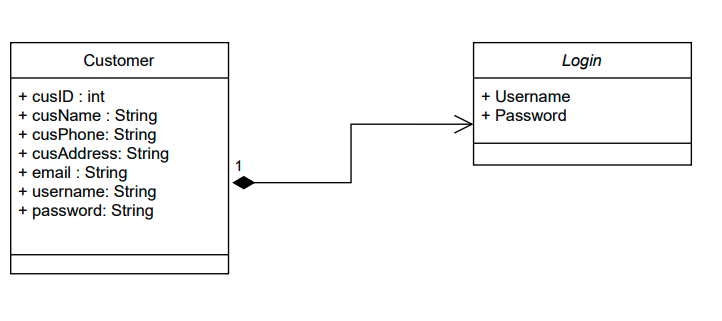 Customer
+ cusID : int
+ cusName : String
+ cusPhone: String
+ cusAddress: String
+ email : String
+ username: String
+ password: String
1
Login
+ Username
+ Password